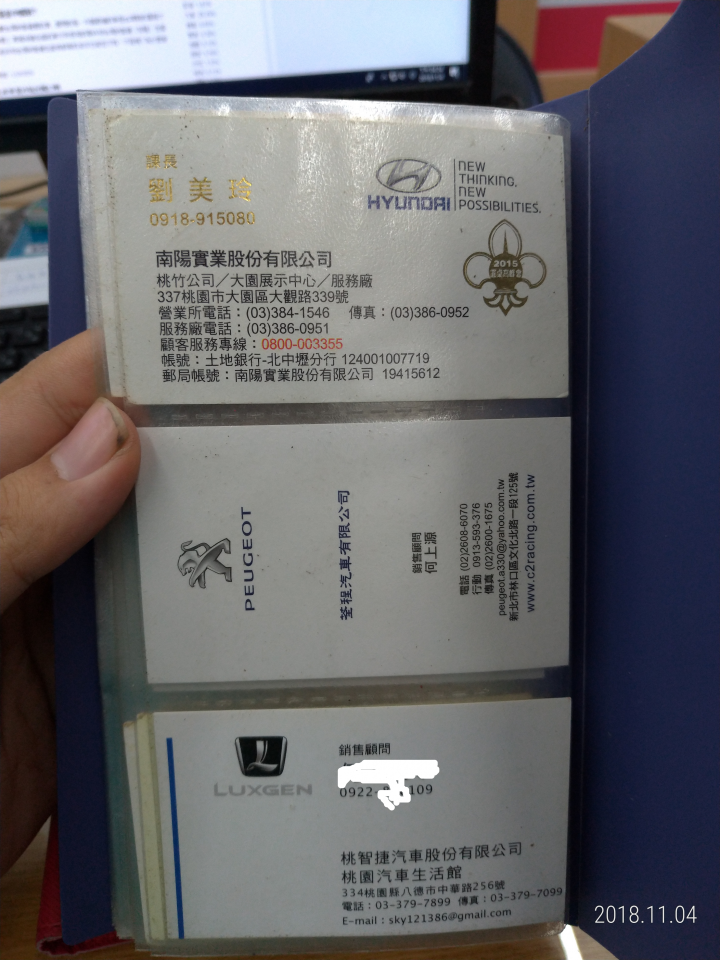 課長
劉美玲
0918-915080
HYUNDAI
NEW
THINKING.
NEW
POSSIBILITIES.
2015
南陽實業股份有限公司
桃竹公司／大園展示中心／服務廠
337桃園市大園區大觀路339號
營業所電話：(03)384-1546 傳真：(03)386-0952
服務廠電話：(03)386-0951
顧客服務專線：0800-003355
帳號：土地銀行-北中壢分行 124001007719
郵局帳號：南陽實業股份有限公司 19415612
PEUGEOT
荃程汽車有限公司
銷售顧問
何上源
電話 (02)2608-6070
行動 0913-593-376
傳真 (02)2600-1675
peugeot.a330@yahoo.com.tw
新北市林口區文化北路一段125號
www.c2racing.com.tw
LUXGEN
銷售顧問
0922- 109
桃智捷汽車股份有限公司
桃園汽車生活館
334桃園縣八德市中華路256號
電話：03-379-7899 傳真：03-379-7099
E-mail：sky121386@gmail.com
2018.11.04